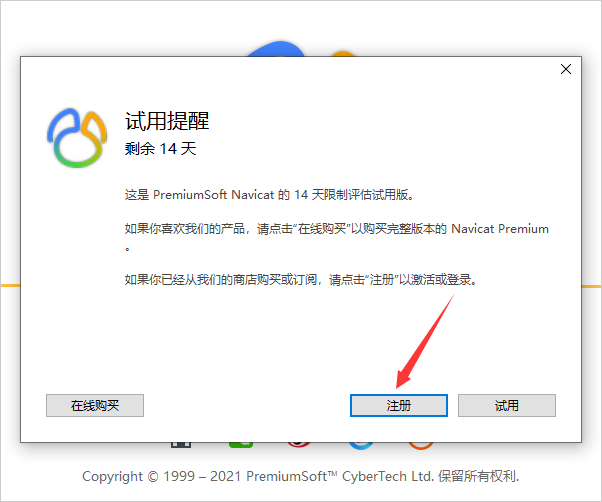 试用提醒
剩余 14 天
这是 PremiumSoft Navicat 的 14 天限制评估试用版。
如果你喜欢我们的产品，请点击“在线购买”以购买完整版本的 Navicat Premium
。
如果你已经从我们的商店购买或订阅，请点击“注册”以激活或登录。
在线购买
注册
试用
Copyright © 1999 – 2021 PremiumSoft™ CyberTech Ltd. 保留所有权利.